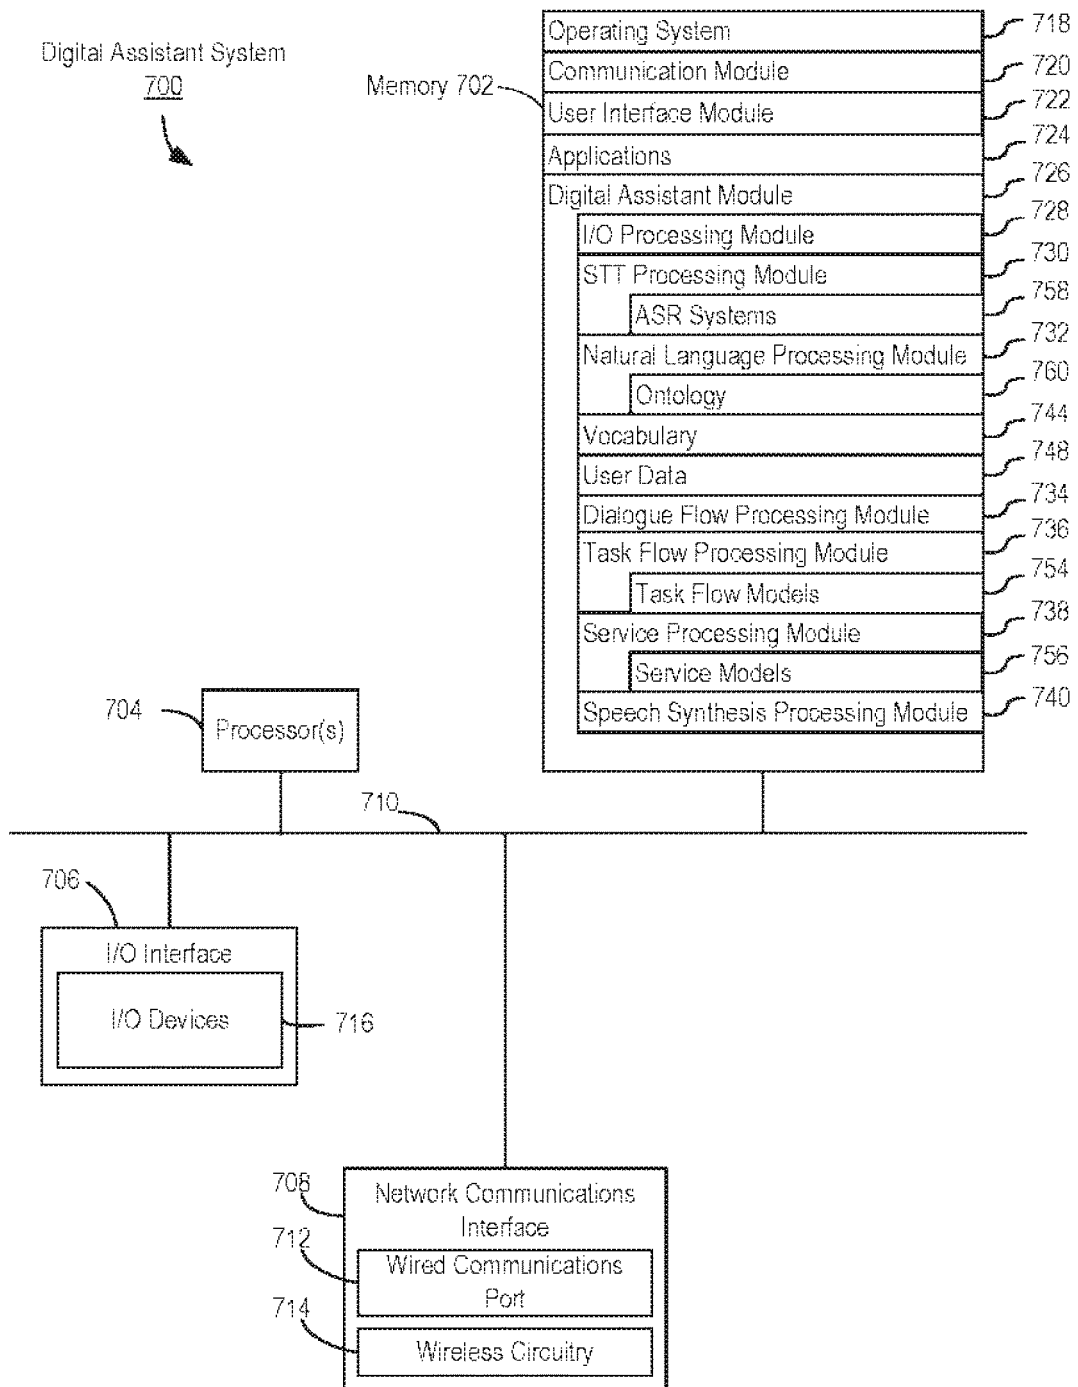 Digital Assistant System
700
Memory 702
Operating System 718
Communication Module 720
User Interface Module 722
Applications 724
Digital Assistant Module 726
I/O Processing Module 728
STT Processing Module 730
ASR Systems 758
Natural Language Processing Module 732
Ontology 760
Vocabulary 744
User Data 748
Dialogue Flow Processing Module 734
Task Flow Processing Module 736
Task Flow Models 754
Service Processing Module 738
Service Models 756
Speech Synthesis Processing Module 740
704
Processor(s)
710
706
I/O Interface
I/O Devices
716
708
Network Communications
Interface
712
Wired Communications
Port
714
Wireless Circuitry